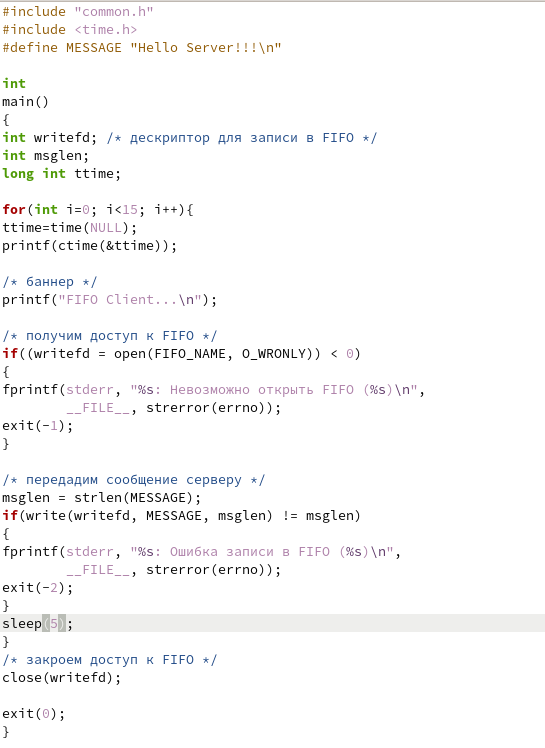 #include "common.h"
#include <time.h>
#define MESSAGE "Hello Server!!!\n"
int
main()
{
int writefd; /* дескриптор для записи в FIFO */
int msglen;
long int ttime;
for(int i=0; i<15; i++){
ttime=time(NULL);
printf(ctime(&ttime));
/* баннер */
printf("FIFO Client...\n");
/* получим доступ к FIFO */
if((writefd = open(FIFO_NAME, O_WRONLY)) < 0)
{
fprintf(stderr, "%s: Невозможно открыть FIFO (%s)\n",
__FILE__, strerror(errno));
exit(-1);
}
/* передадим сообщение серверу */
msglen = strlen(MESSAGE);
if(write(writefd, MESSAGE, msglen) != msglen)
{
fprintf(stderr, "%s: Ошибка записи в FIFO (%s)\n",
__FILE__, strerror(errno));
exit(-2);
}
sleep(5);
}
/* закроем доступ к FIFO */
close(writefd);
exit(0);
}